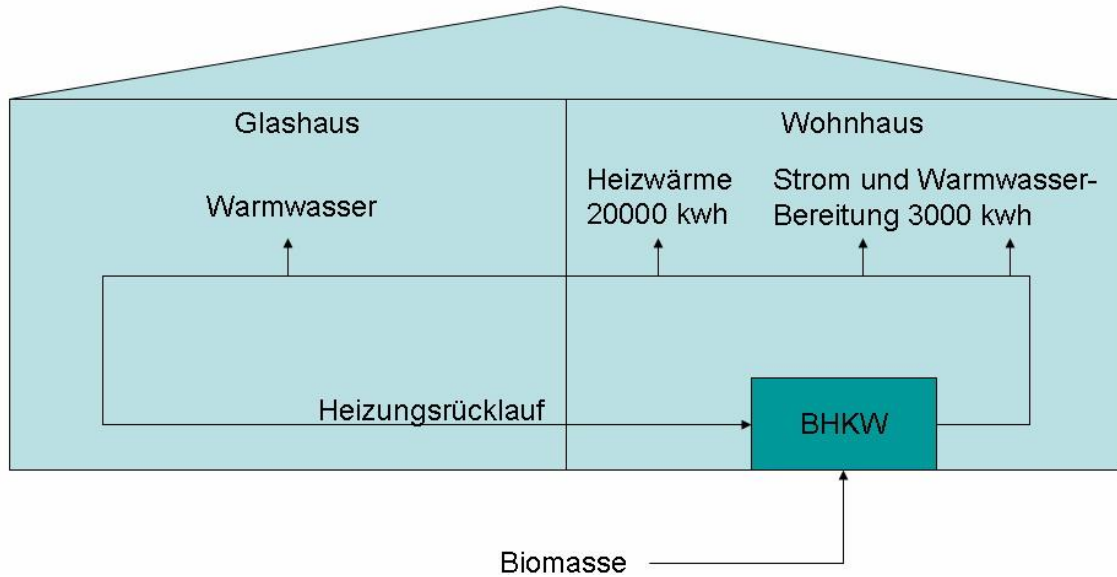 Glashaus
Wohnhaus
Warmwasser
Heizwärme
20000 kwh
Strom und Warmwasser-
Bereitung 3000 kwh
Heizungsrücklauf
BHKW
Biomasse